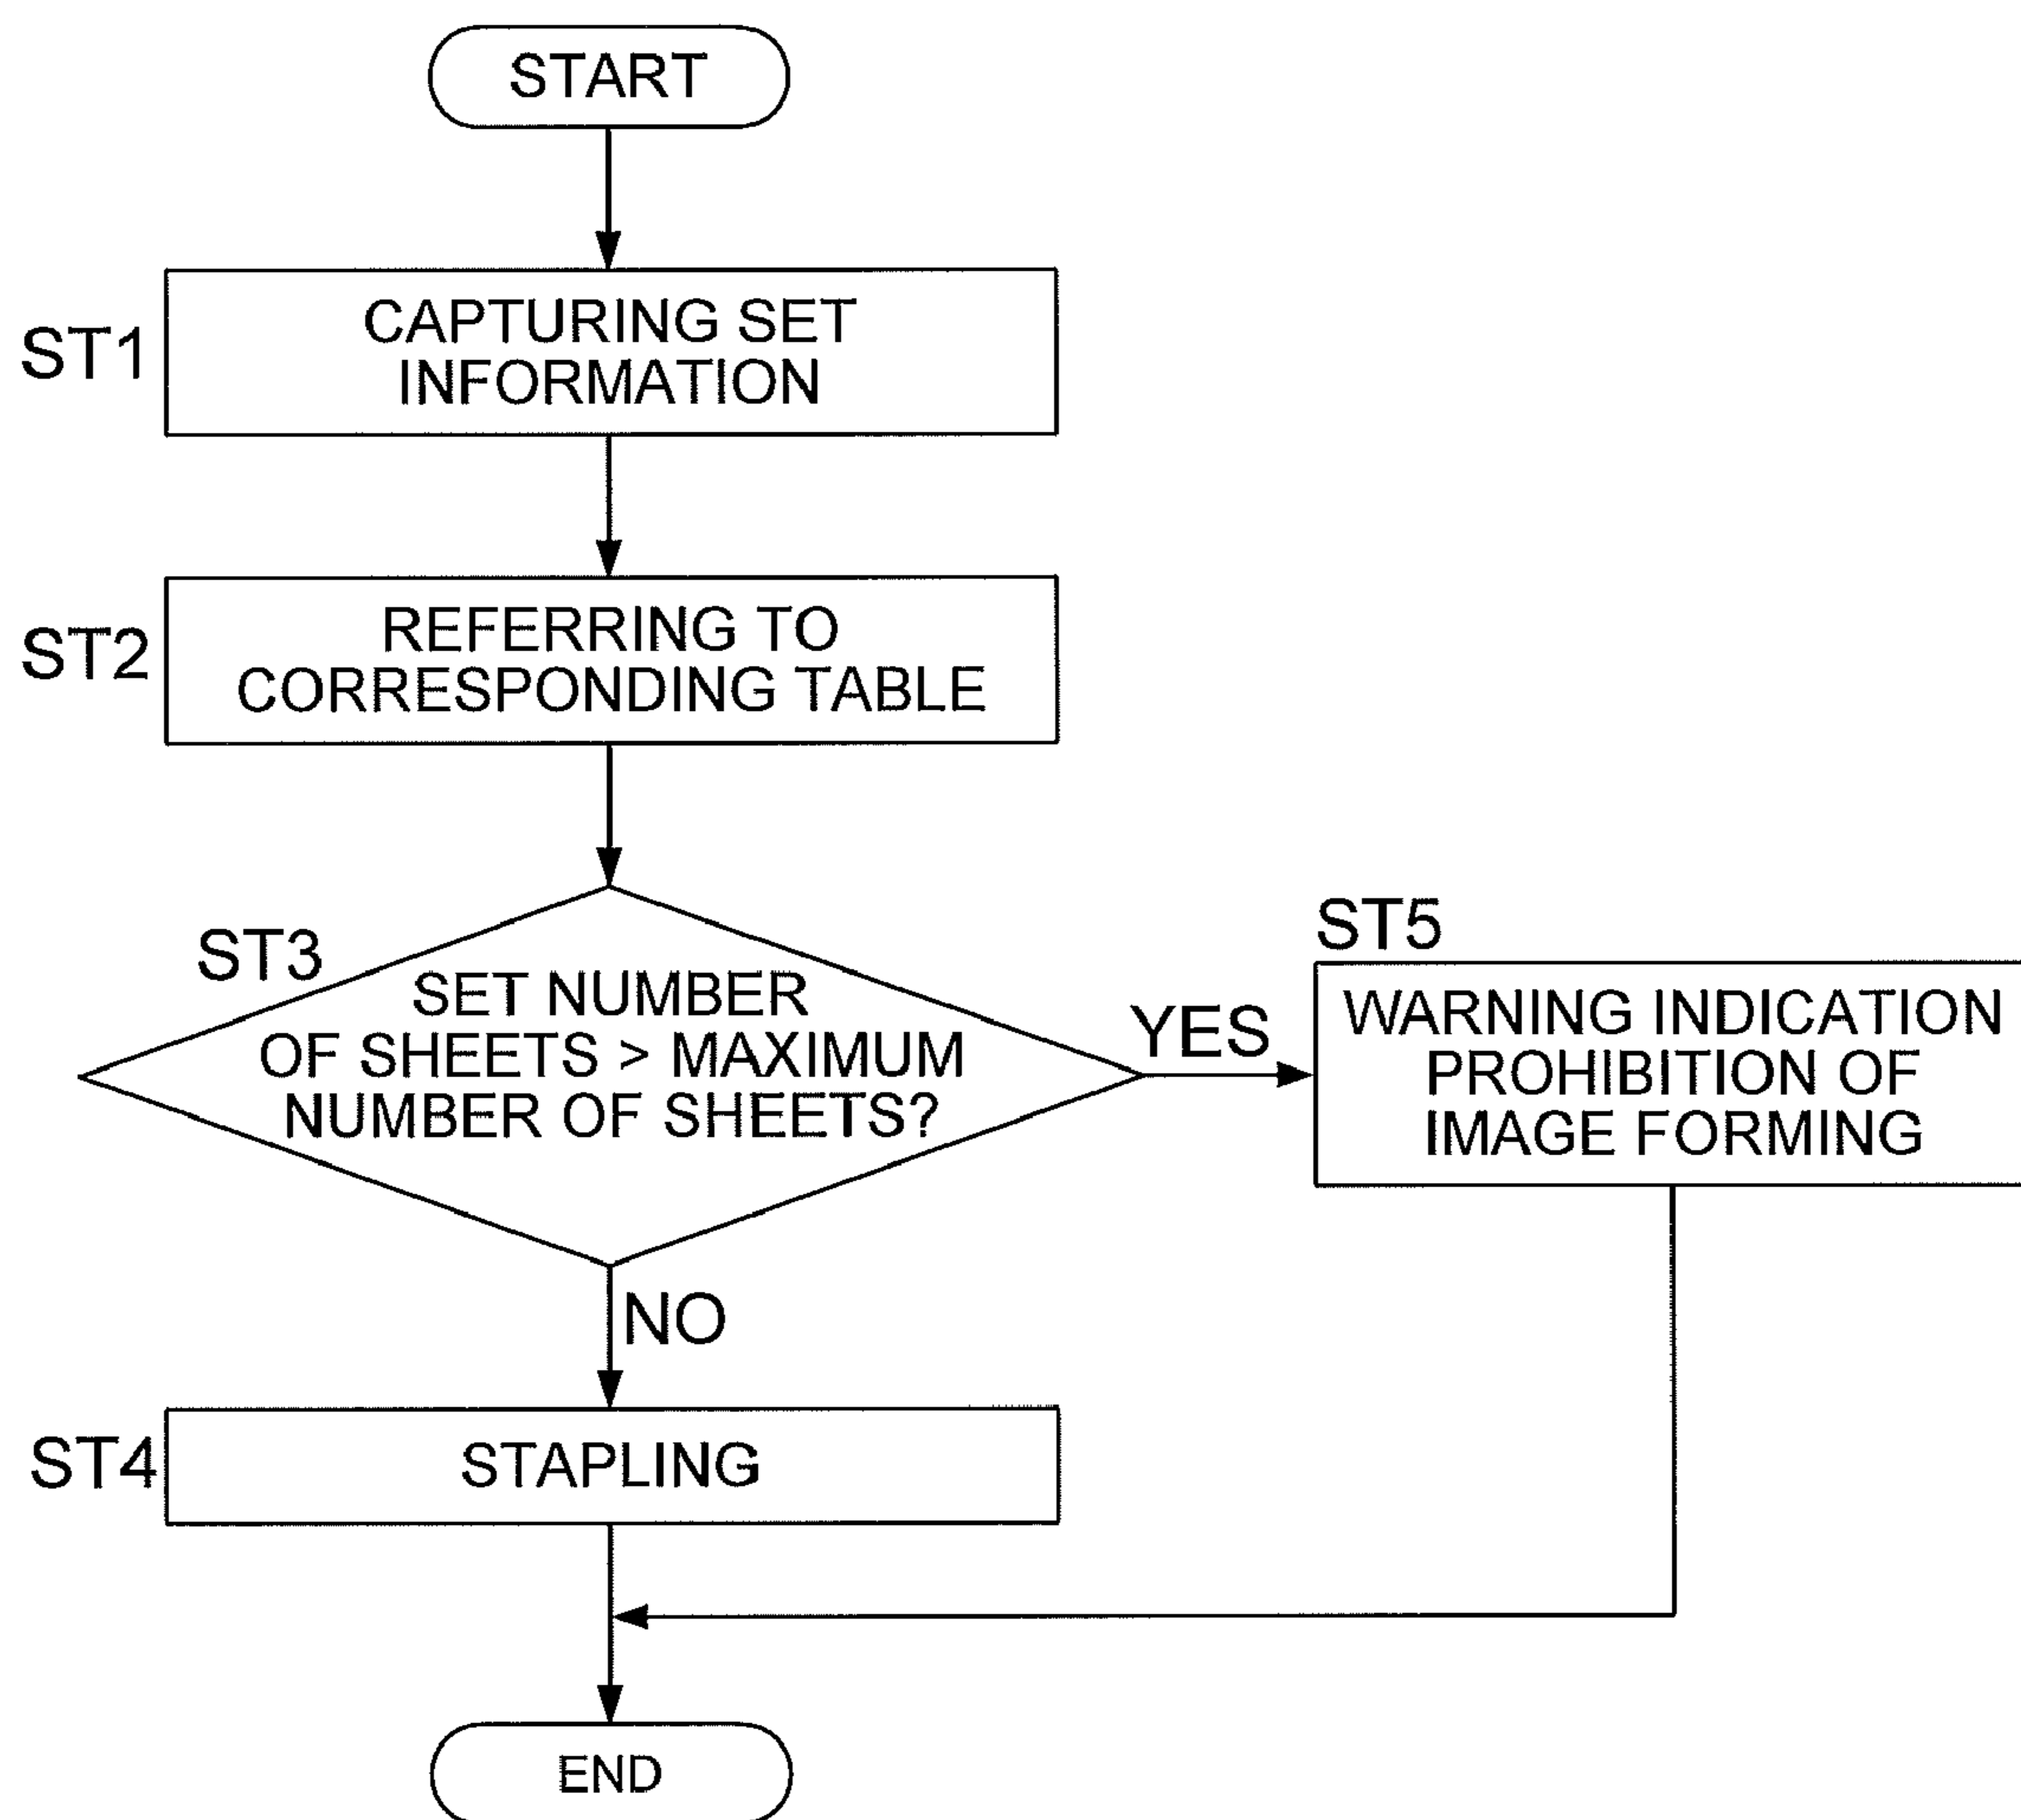 START
ST1
CAPTURING SET
INFORMATION
ST2
REFERRING TO
CORRESPONDING TABLE
ST3
SET NUMBER
OF SHEETS > MAXIMUM
NUMBER OF SHEETS?
YES
ST5
WARNING INDICATION
PROHIBITION OF
IMAGE FORMING
NO
ST4
STAPLING
END